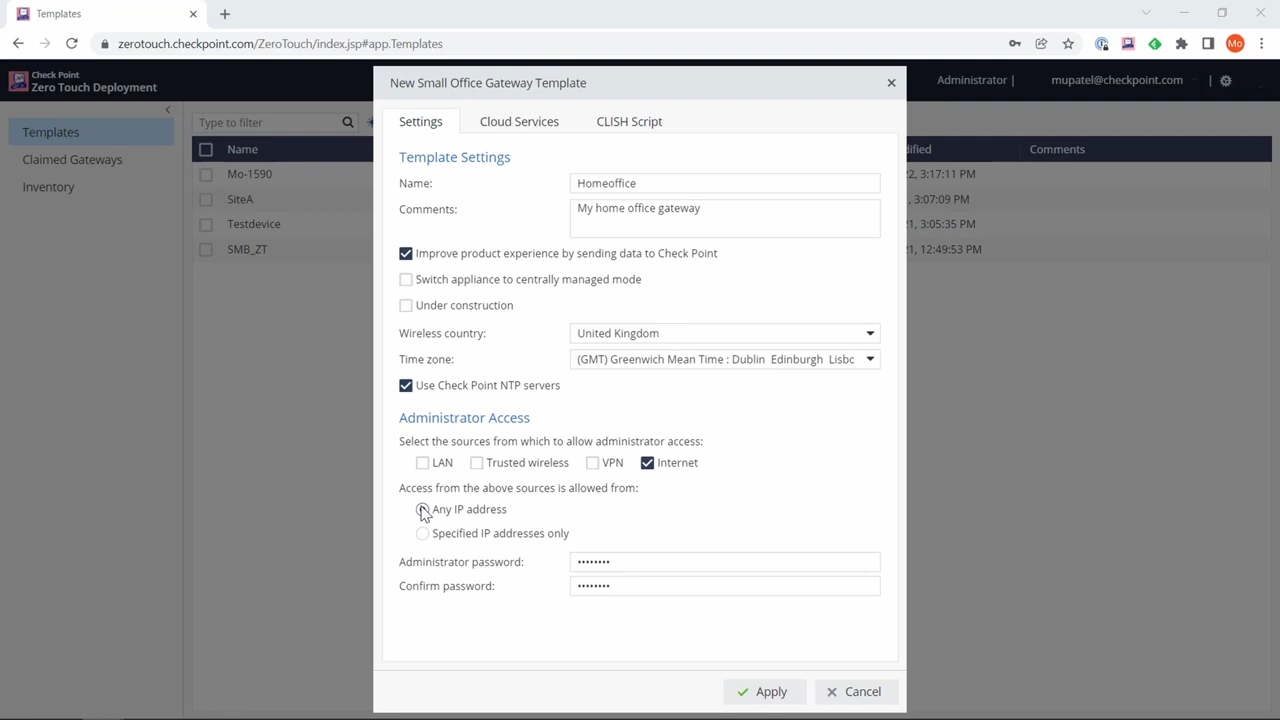 Templates
zerotouch.checkpoint.com/ZeroTouch/index.jsp#app.Templates
Mo
Check Point
Zero Touch Deployment
Administrator |
mupatel@checkpoint.com
Templates
Claimed Gateways
Inventory
Type to filter
Name
Mo-1590
SiteA
Testdevice
SMB_ZT
dified
Comments
22, 3:17:11 PM
, 3:07:09 PM
, 3:05:35 PM
21, 12:49:53 PM
New Small Office Gateway Template
Settings
Cloud Services
CLISH Script
Template Settings
Name: Homeoffice
Comments: My home office gateway
Improve product experience by sending data to Check Point
Switch appliance to centrally managed mode
Under construction
Wireless country: United Kingdom
Time zone: (GMT) Greenwich Mean Time : Dublin Edinburgh Lisbc
Use Check Point NTP servers
Administrator Access
Select the sources from which to allow administrator access:
LAN Trusted wireless VPN Internet
Access from the above sources is allowed from:
Any IP address
Specified IP addresses only
Administrator password: ••••••••
Confirm password: ••••••••
Apply
Cancel